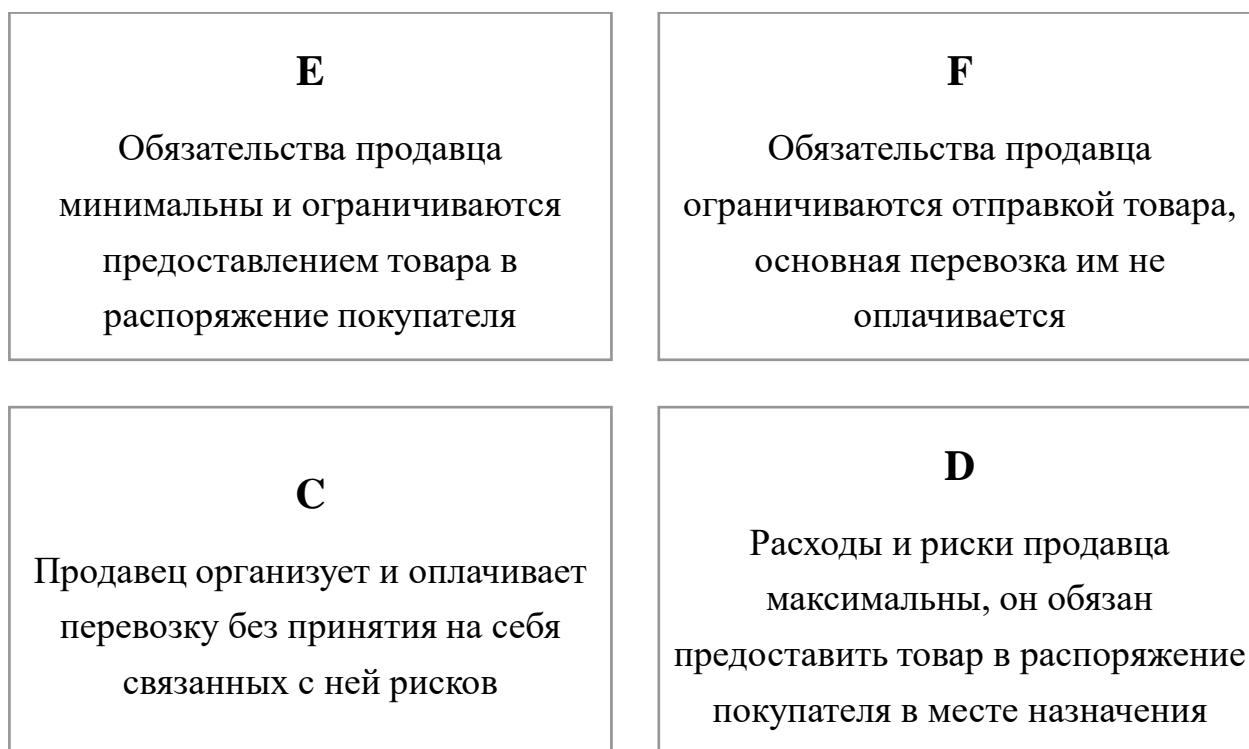 E
Обязательства продавца
минимальны и ограничиваются
предоставлением товара в
распоряжение покупателя
F
Обязательства продавца
ограничиваются отправкой товара,
основная перевозка им не
оплачивается
C
Продавец организует и оплачивает
перевозку без принятия на себя
связанных с ней рисков
D
Расходы и риски продавца
максимальны, он обязан
предоставить товар в распоряжение
покупателя в месте назначения